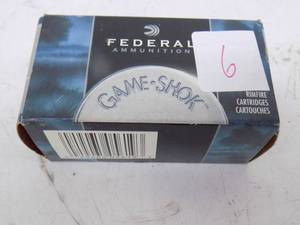 FEDERAL
AMMUNITION
6
GAME-SHOK
RIMFIRE
CARTRIDGES
CARTOUCHES